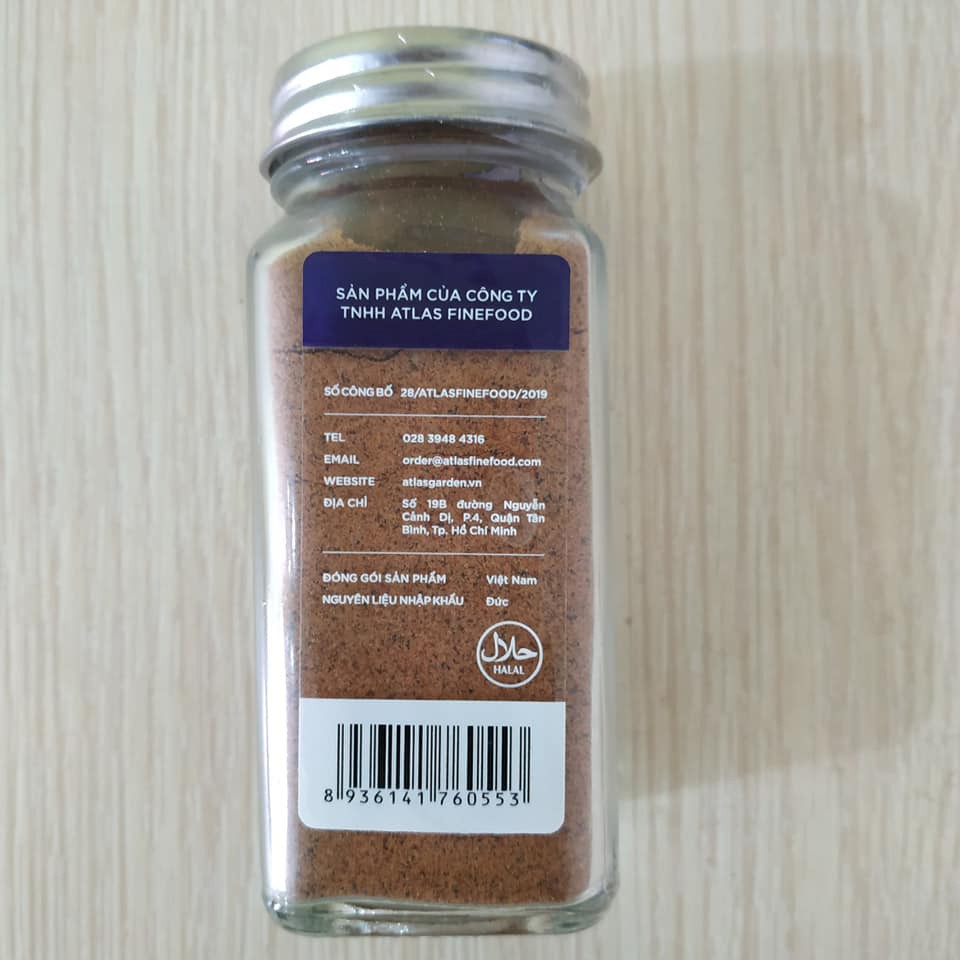 SẢN PHẨM CỦA CÔNG TY
TNHH ATLAS FINEFOOD
SỐ CÔNG BỐ 28/ATLASFINEFOOD/2019
TEL 028 3948 4316
EMAIL order@atlasfinefood.com
WEBSITE atlasgarden.vn
ĐỊA CHỈ Số 19B đường Nguyễn
Cảnh Dị, P.4, Quận Tân
Bình, Tp. Hồ Chí Minh
ĐÓNG GÓI SẢN PHẨM Việt Nam
NGUYÊN LIỆU NHẬP KHẨU Đức
حلال
HALAL
8 936141 760553